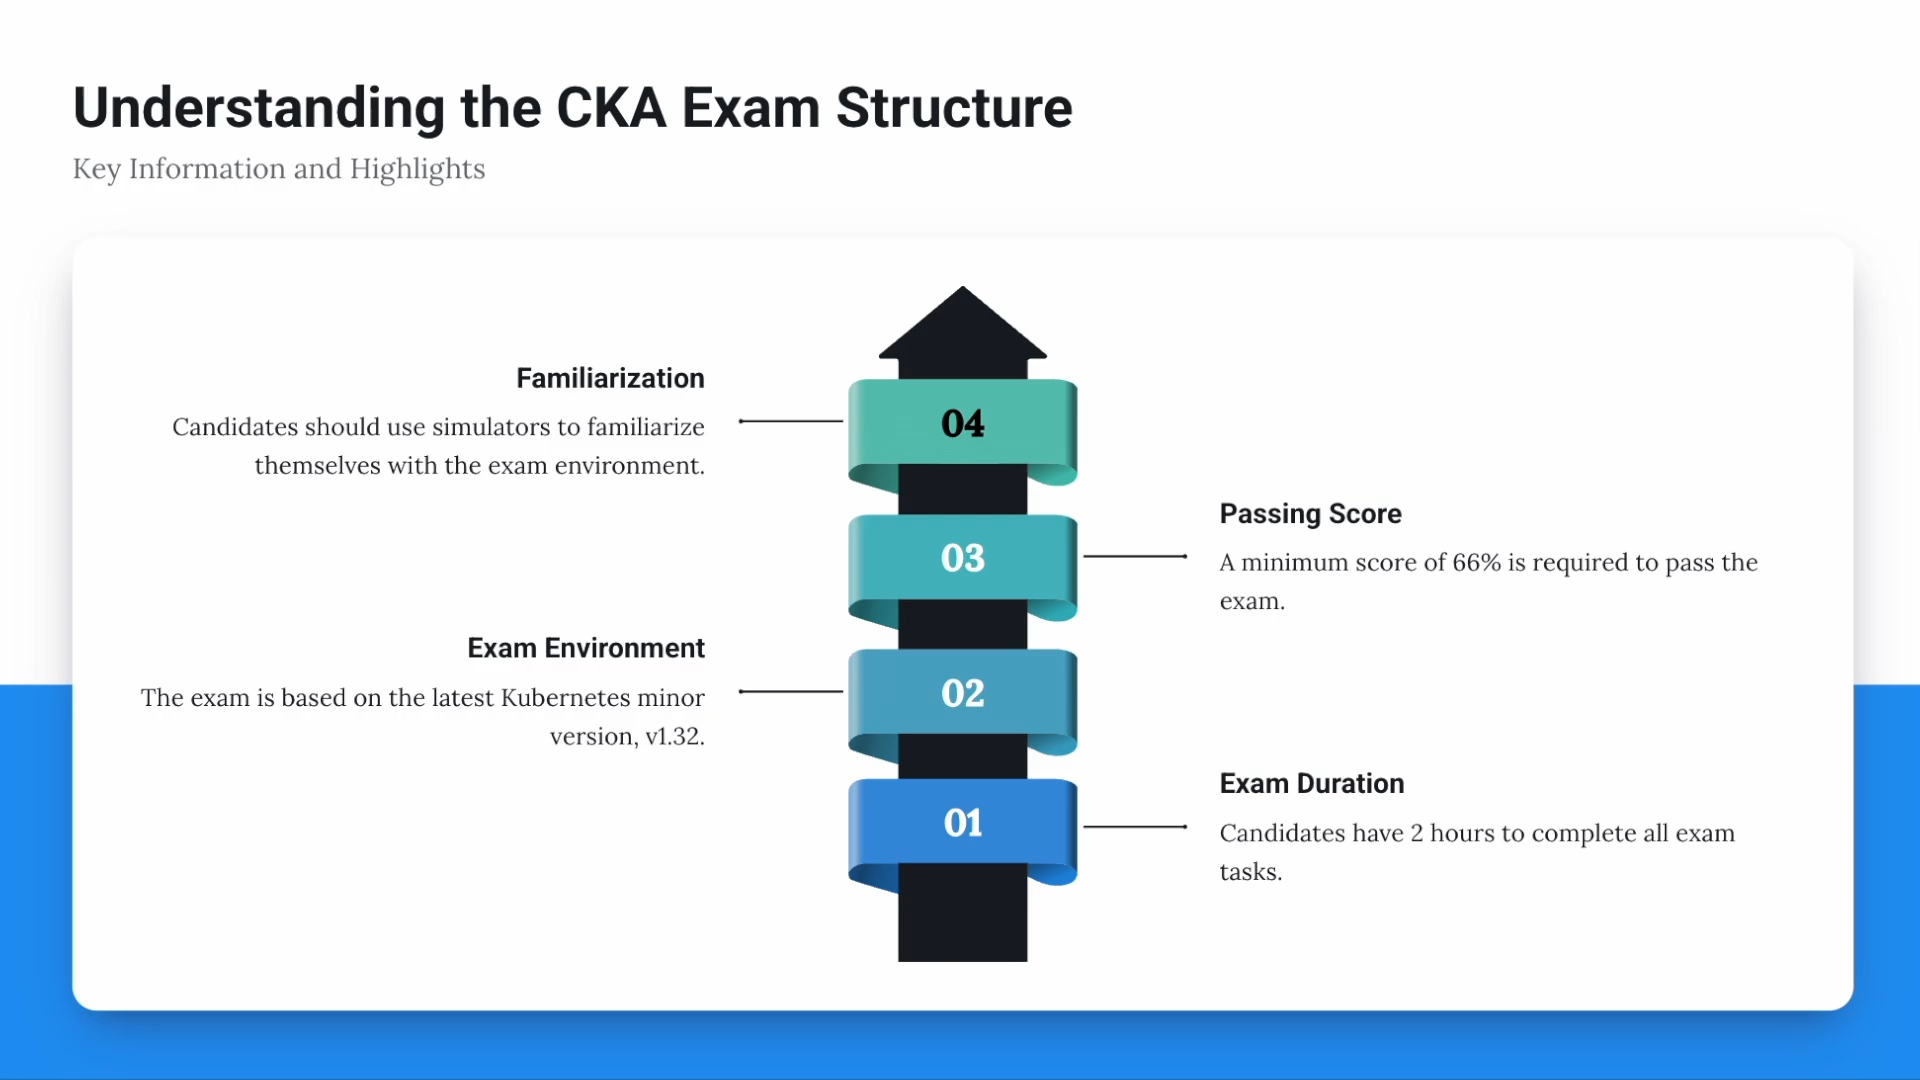 Understanding the CKA Exam Structure
Key Information and Highlights
Familiarization
Candidates should use simulators to familiarize
themselves with the exam environment.
04
Passing Score
A minimum score of 66% is required to pass the
exam.
03
Exam Environment
The exam is based on the latest Kubernetes minor
version, v1.32.
02
Exam Duration
Candidates have 2 hours to complete all exam
tasks.
01